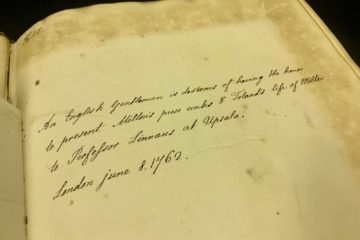 An English Gentleman is desirous of having the honor
to present Milton's prose works & Toland's life of Milton
to Professor Linnaus at Upsala.
London june 8. 1762.